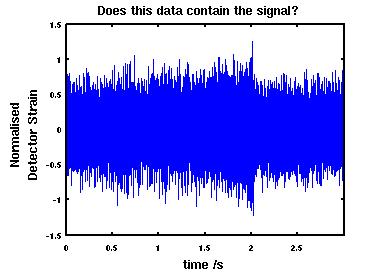 Does this data contain the signal?
1.5
1
0.5
0
-0.5
-1
-1.5
Normalised
Detector Strain
0 0.5 1 1.5 2 2.5
time /s